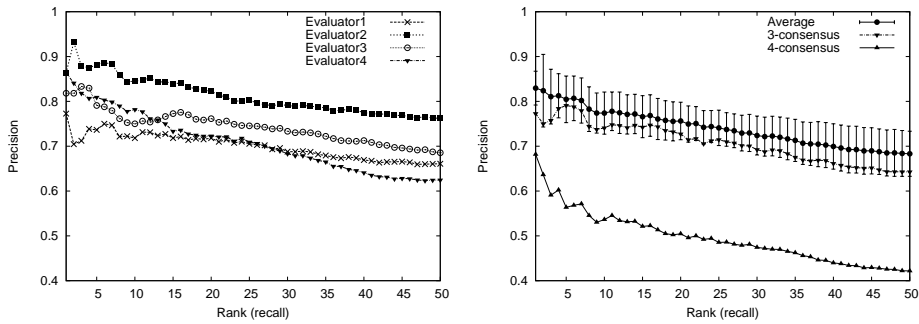 Evaluator1
Evaluator2
Evaluator3
Evaluator4
1
0.9
0.8
0.7
0.6
0.5
0.4
Precision
5 10 15 20 25 30 35 40 45 50
Rank (recall)
Average
3-consensus
4-consensus
1
0.9
0.8
0.7
0.6
0.5
0.4
Precision
5 10 15 20 25 30 35 40 45 50
Rank (recall)